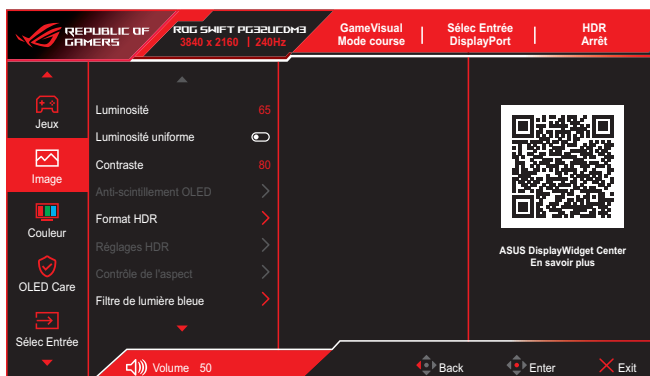 REPUBLIC OF
GAMERS
ROG SWIFT PG32UCDM3
3840 x 2160 | 240Hz
GameVisual
Mode course
Sélec Entrée
DisplayPort
HDR
Arrêt
Jeux
Image
Couleur
OLED Care
Sélec Entrée
Luminosité 65
Luminosité uniforme
Contraste 80
Anti-scintillement OLED
Format HDR
Réglages HDR
Contrôle de l'aspect
Filtre de lumière bleue
ASUS DisplayWidget Center
En savoir plus
Volume 50
Back
Enter
Exit